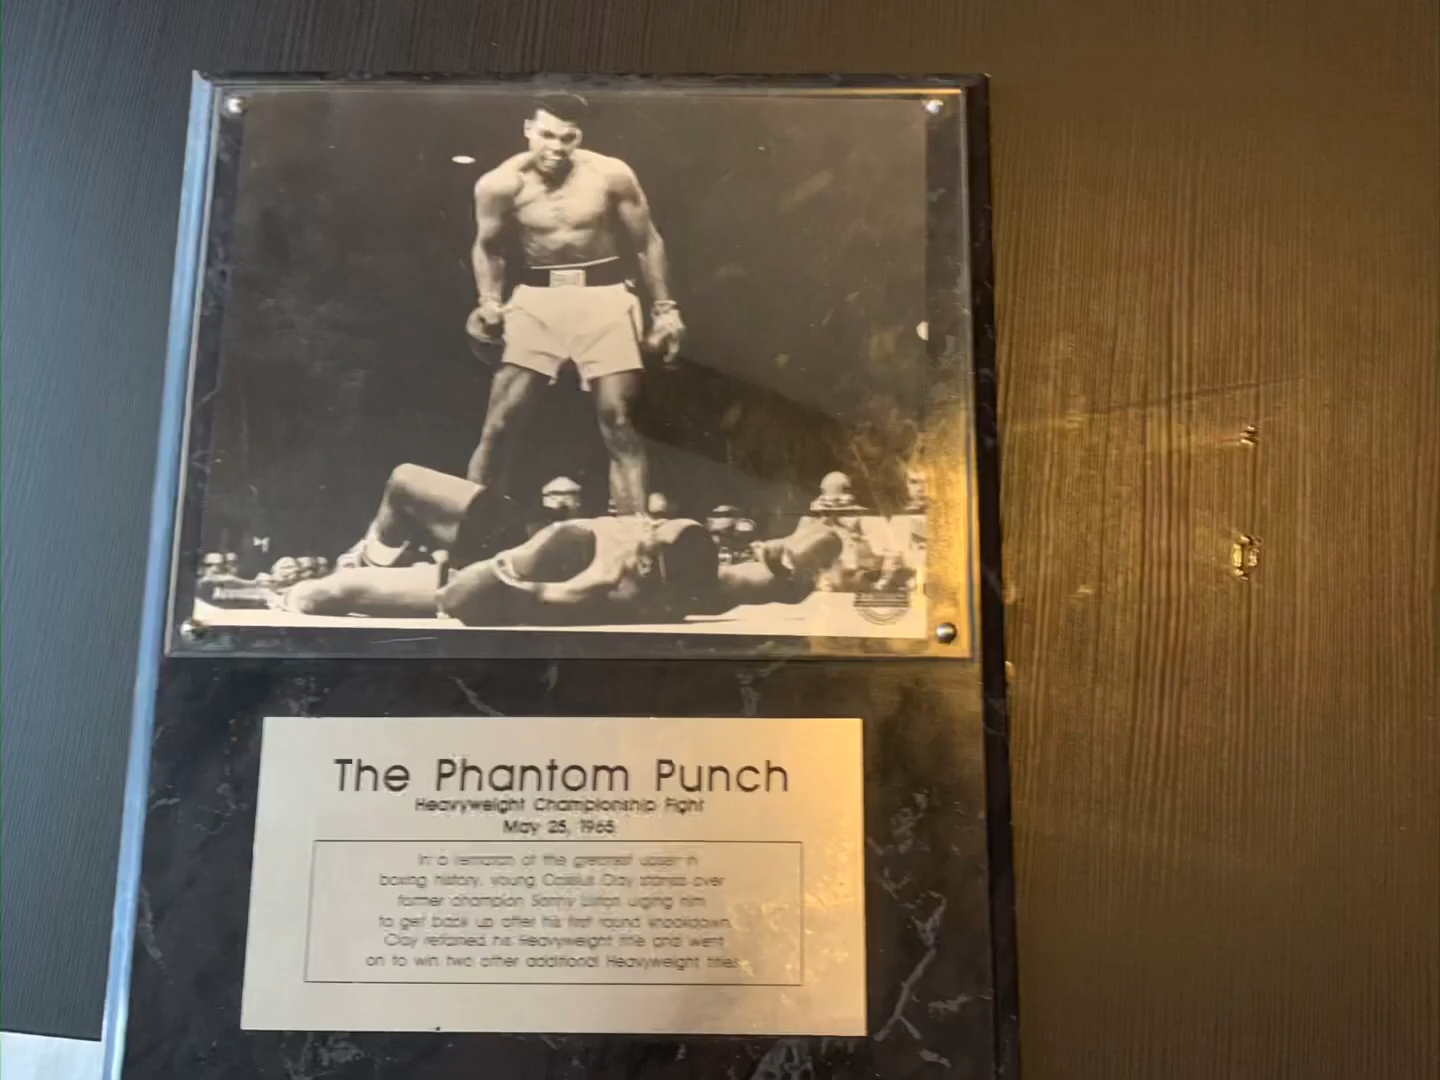 The Phantom Punch
Heavyweight Championship Fight
May 25, 1965
In a rematch of the greatest upset in
boxing history, young Cassius Clay stands over
former champion Sonny Liston urging him
to get back up after his first round knockdown.
Clay retained his Heavyweight title and went
on to win two other additional Heavyweight titles.